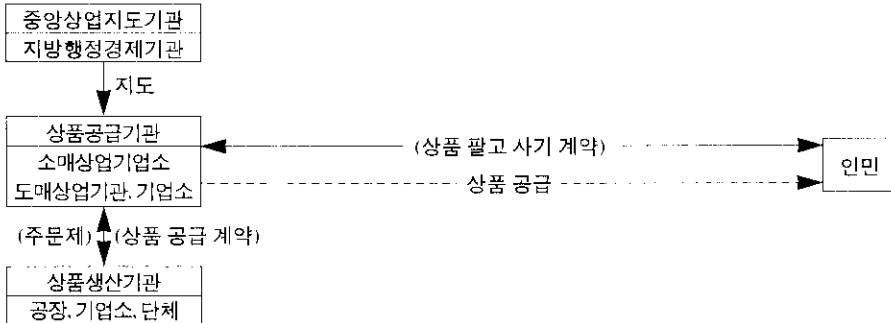 중앙상업지도기관
지방행정경제기관
지도
상품공급기관
소매상업기업소
도매상업기관, 기업소
(상품 팔고 사기 계약)
상품 공급
인민
(주문제) (상품 공급 계약)
상품생산기관
공장, 기업소, 단체